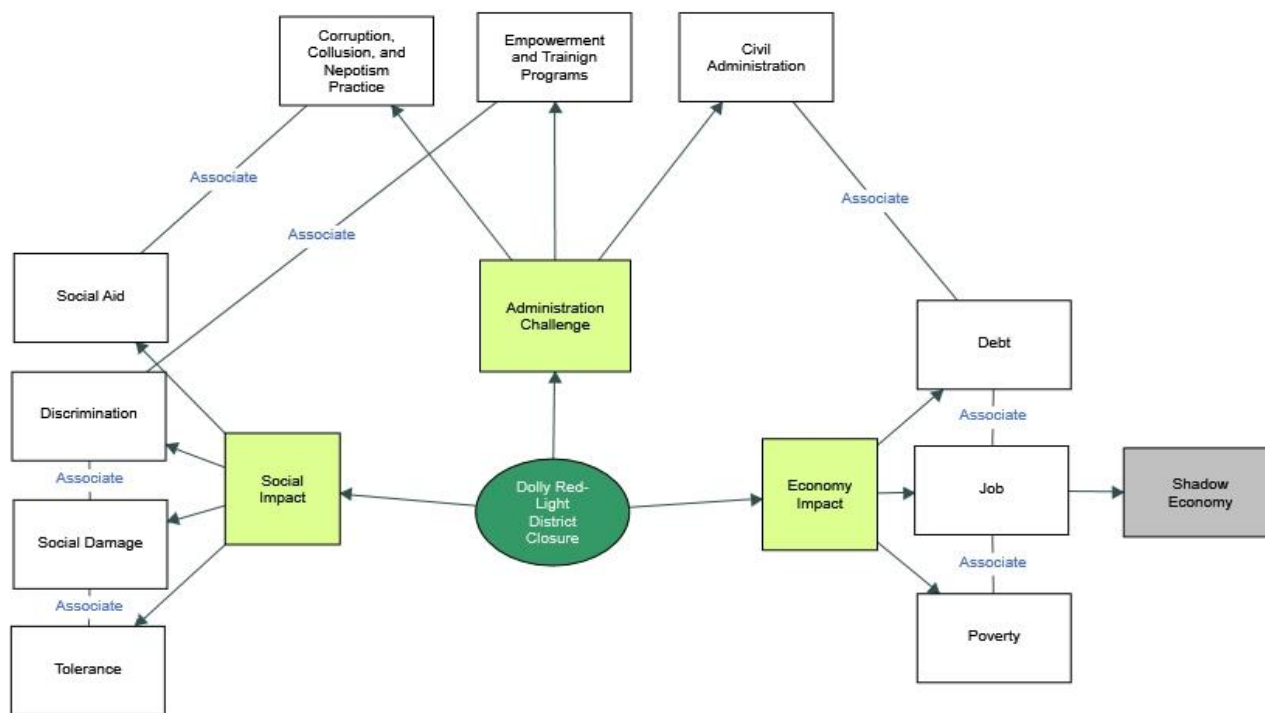 Corruption,
Collusion, and
Nepotism
Practice
Empowerment
and Trainign
Programs
Civil
Administration
Associate
Associate
Associate
Social Aid
Administration
Challenge
Debt
Discrimination
Associate
Associate
Social
Impact
Dolly Red-
Light
District
Closure
Economy
Impact
Job
Shadow
Economy
Social Damage
Associate
Associate
Poverty
Tolerance